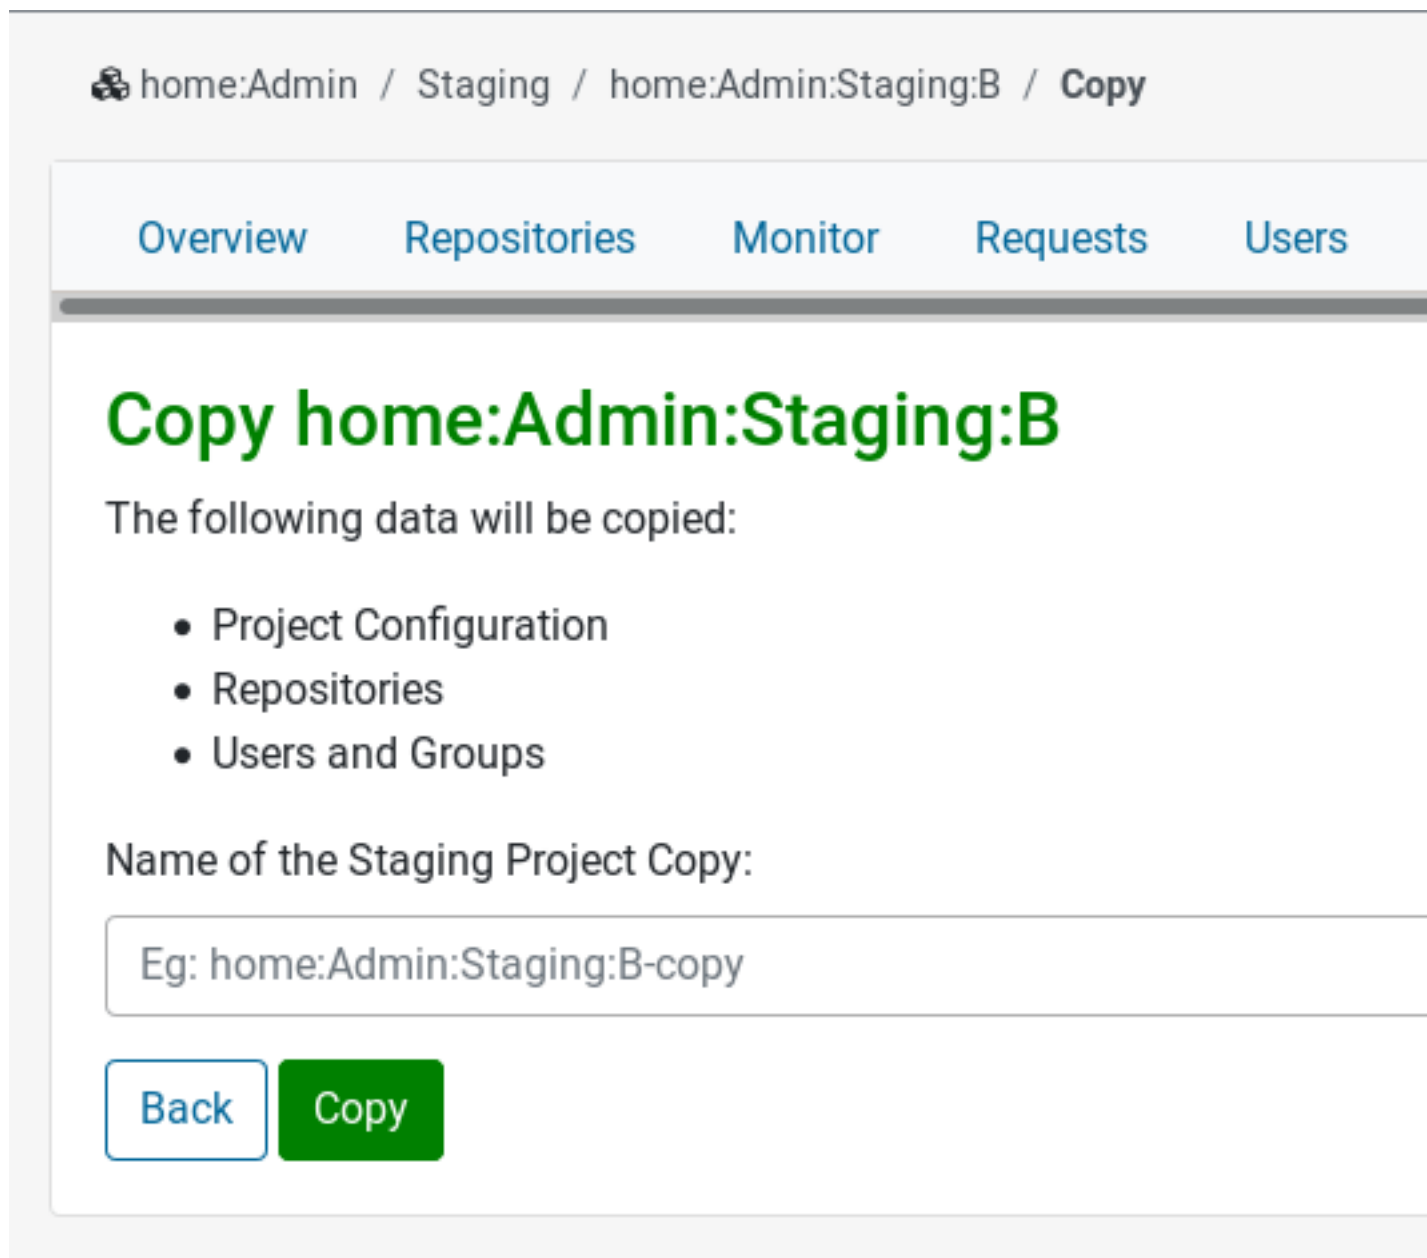 home:Admin / Staging / home:Admin:Staging:B / Copy
Overview Repositories Monitor Requests Users
Copy home:Admin:Staging:B
The following data will be copied:
• Project Configuration
• Repositories
• Users and Groups
Name of the Staging Project Copy:
Eg: home:Admin:Staging:B-copy
Back Copy